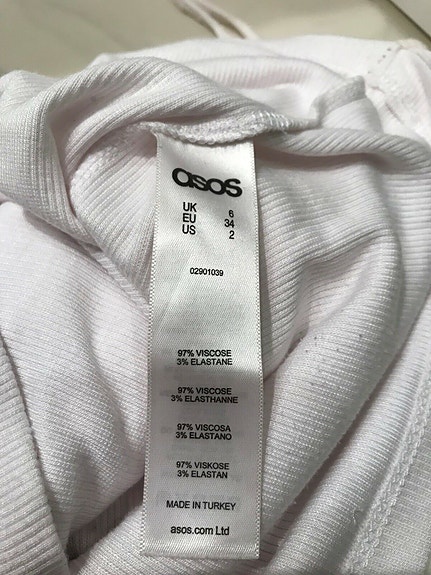 asos
UK 6
EU 34
US 2
02901039
97% VISCOSE
3% ELASTANE
97% VISCOSE
3% ELASTHANNE
97% VISCOSA
3% ELASTANO
97% VISKOSE
3% ELASTAN
MADE IN TURKEY
asos.com Ltd